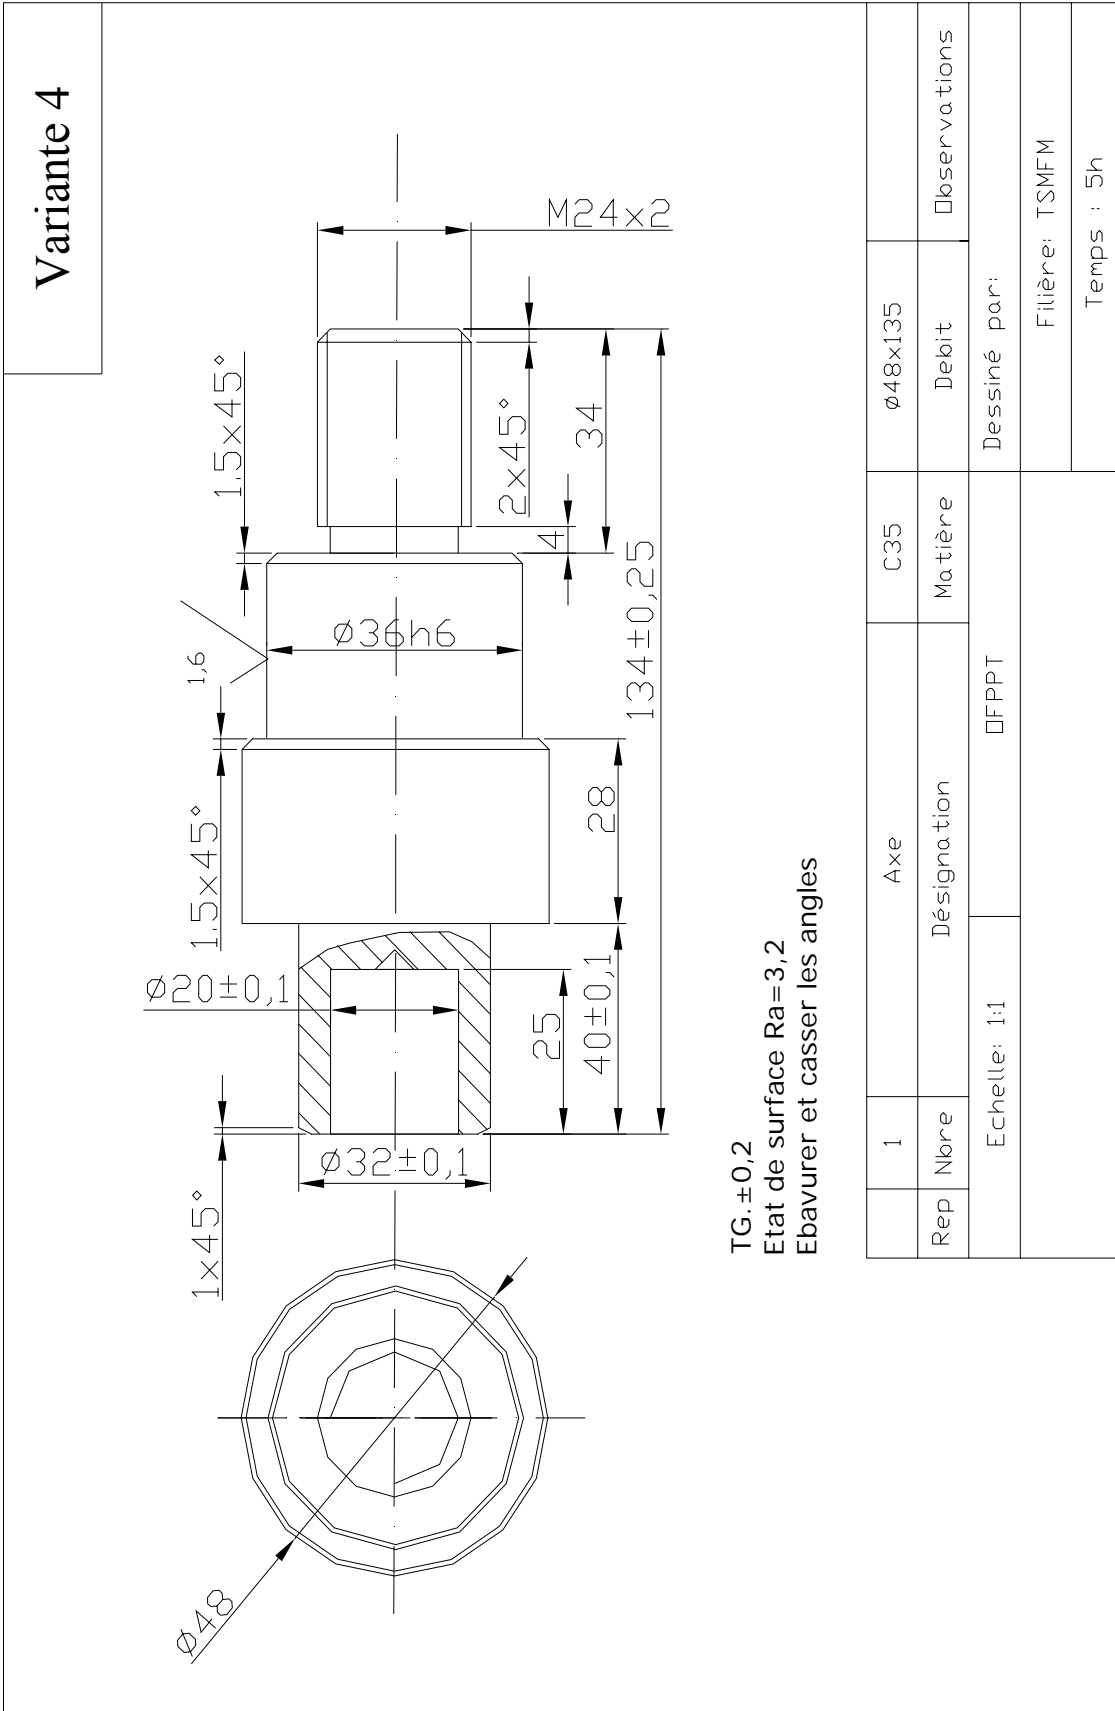 Variante 4
M24x2
1.5x45°
2x45°
34
4
134±0,25
Ø36h6
1,6
28
1.5x45°
Ø20±0,1
25
40±0,1
Ø32±0,1
1x45°
Ø48
TG.±0,2
Etat de surface Ra=3,2
Ebavurer et casser les angles
1 Axe C35 Ø48x135
Rep Nbre Désignation Matière Debit Observations
Echelle: 1:1 OFPPT Dessiné par:
Filière: TSMFM
Temps : 5h